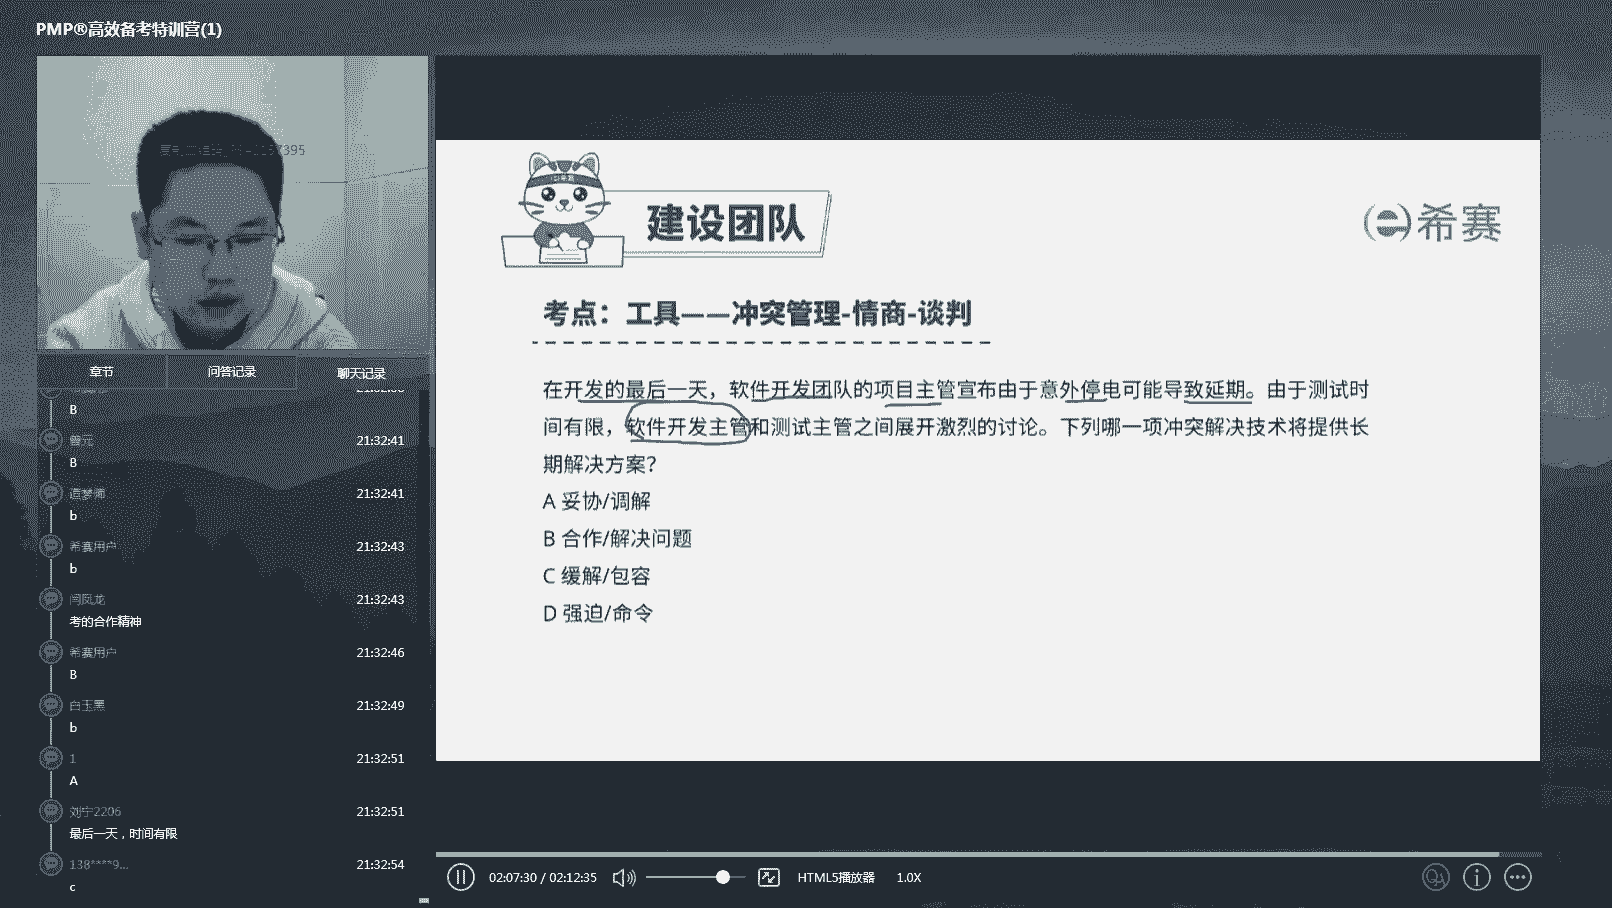 PMP®高效备考特训营(1)
章节
问答记录
聊天记录
B
曾元
21:32:41
B
造梦师
21:32:41
b
希赛用户
21:32:43
b
闫凤龙
21:32:43
考的合作精神
希赛用户
21:32:46
B
白玉黑
21:32:49
b
1
21:32:51
A
刘宁2206
21:32:51
最后一天，时间有限
138****9...
21:32:54
c
建设团队
希赛
考点：工具——冲突管理-情商-谈判
在开发的最后一天，软件开发团队的项目主管宣布由于意外停电可能导致延期。由于测试时
间有限，软件开发主管和测试主管之间展开激烈的讨论。下列哪一项冲突解决技术将提供长
期解决方案？
A 妥协/调解
B 合作/解决问题
C 缓解/包容
D 强迫/命令
02:07:30 / 02:12:35
HTML5播放器
1.0X